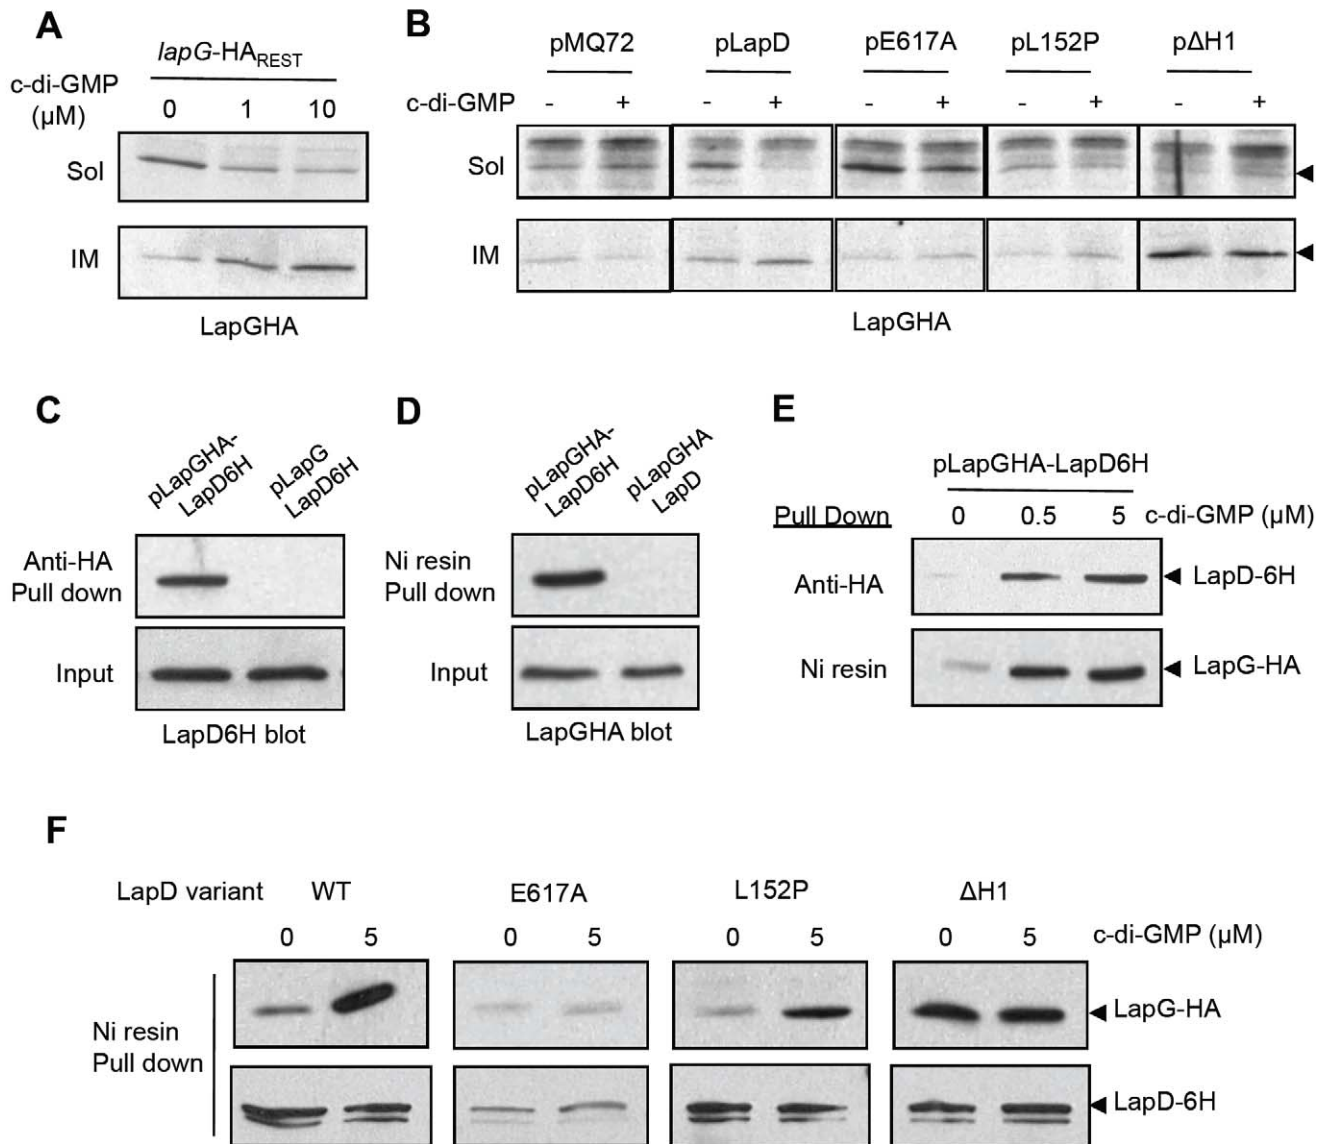 A
lapG-HAREST
c-di-GMP
(µM)
0 1 10
Sol
IM
LapGHA
B
pMQ72 pLapD pE617A pL152P pΔH1
c-di-GMP - + - + - + - + - +
Sol
IM
LapGHA
C
pLapGHA-
LapD6H
pLapG
LapD6H
Anti-HA
Pull down
Input
LapD6H blot
D
pLapGHA-
LapD6H
pLapGHA
LapD
Ni resin
Pull down
Input
LapGHA blot
E
pLapGHA-LapD6H
Pull Down 0 0.5 5 c-di-GMP (µM)
Anti-HA LapD-6H
Ni resin LapG-HA
F
LapD variant WT E617A L152P ΔH1
0 5 0 5 0 5 0 5 c-di-GMP (µM)
Ni resin
Pull down
LapG-HA
LapD-6H